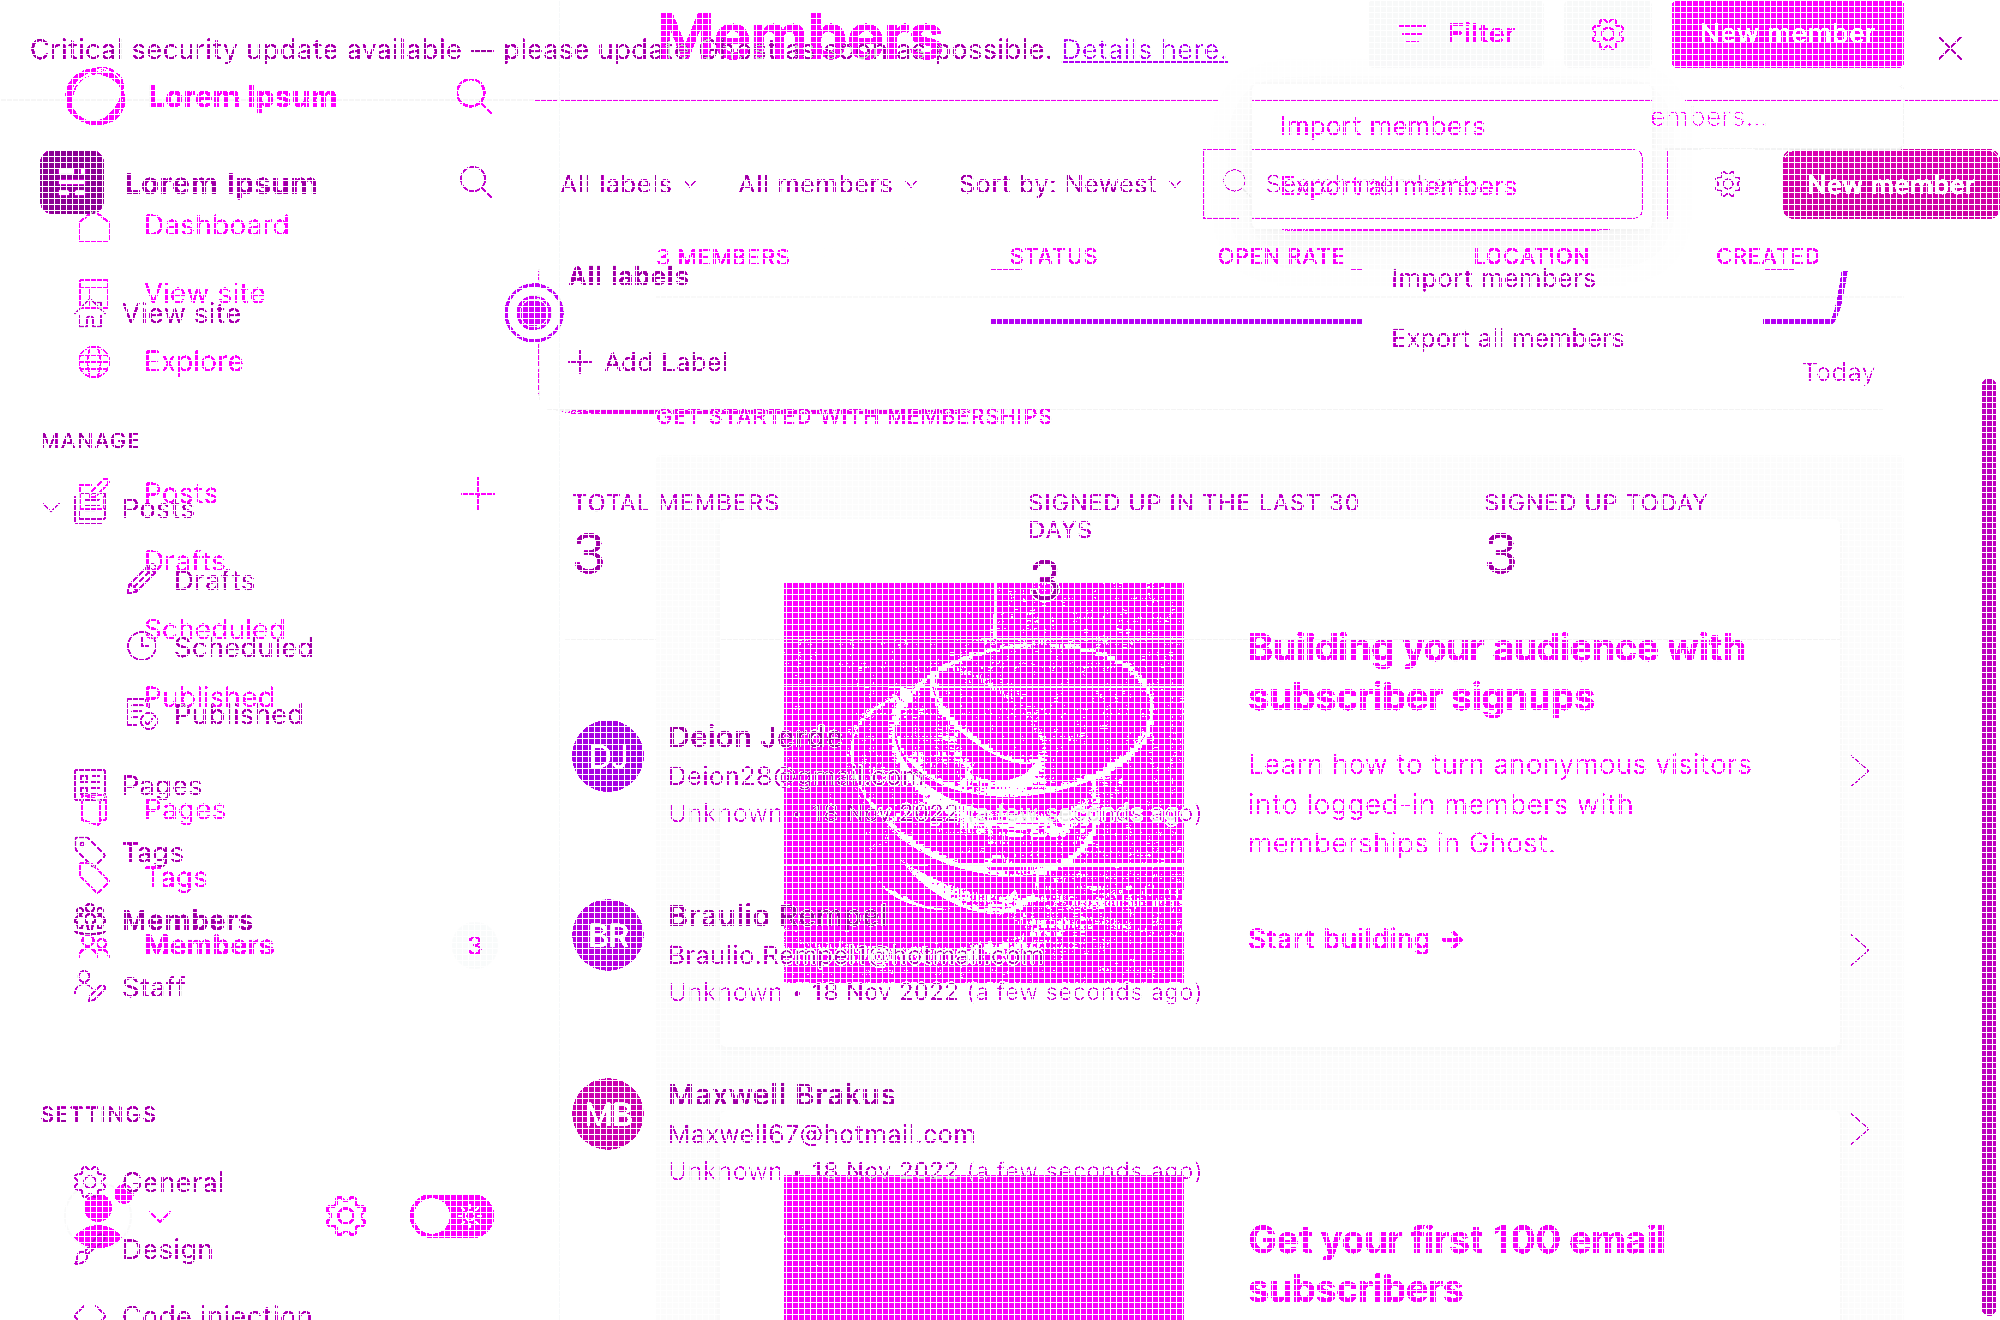 Members
Filter
New member
Critical security update available — please update Ghost as soon as possible. Details here.
Lorem Ipsum
Import members
embers...
Lorem Ipsum
All labels
All members
Sort by: Newest
Export all members
New member
Dashboard
3 MEMBERS
STATUS
OPEN RATE
LOCATION
CREATED
All labels
Import members
View site
View site
Export all members
Explore
Add Label
Today
GET STARTED WITH MEMBERSHIPS
MANAGE
Posts
Posts
TOTAL MEMBERS
SIGNED UP IN THE LAST 30
DAYS
SIGNED UP TODAY
3
3
3
Drafts
Drafts
Scheduled
Scheduled
Building your audience with
subscriber signups
Published
Published
DJ
Deion Jerde
Deion28@gmail.com
Unknown • 18 Nov 2022 (a few seconds ago)
Learn how to turn anonymous visitors
into logged-in members with
memberships in Ghost.
Pages
Pages
Tags
Tags
BR
Braulio Rempel
Braulio.Rempel@hotmail.com
Unknown • 18 Nov 2022 (a few seconds ago)
Members
Members
3
Start building →
Staff
MB
Maxwell Brakus
Maxwell67@hotmail.com
Unknown • 18 Nov 2022 (a few seconds ago)
SETTINGS
General
Design
Get your first 100 email
subscribers
Code injection